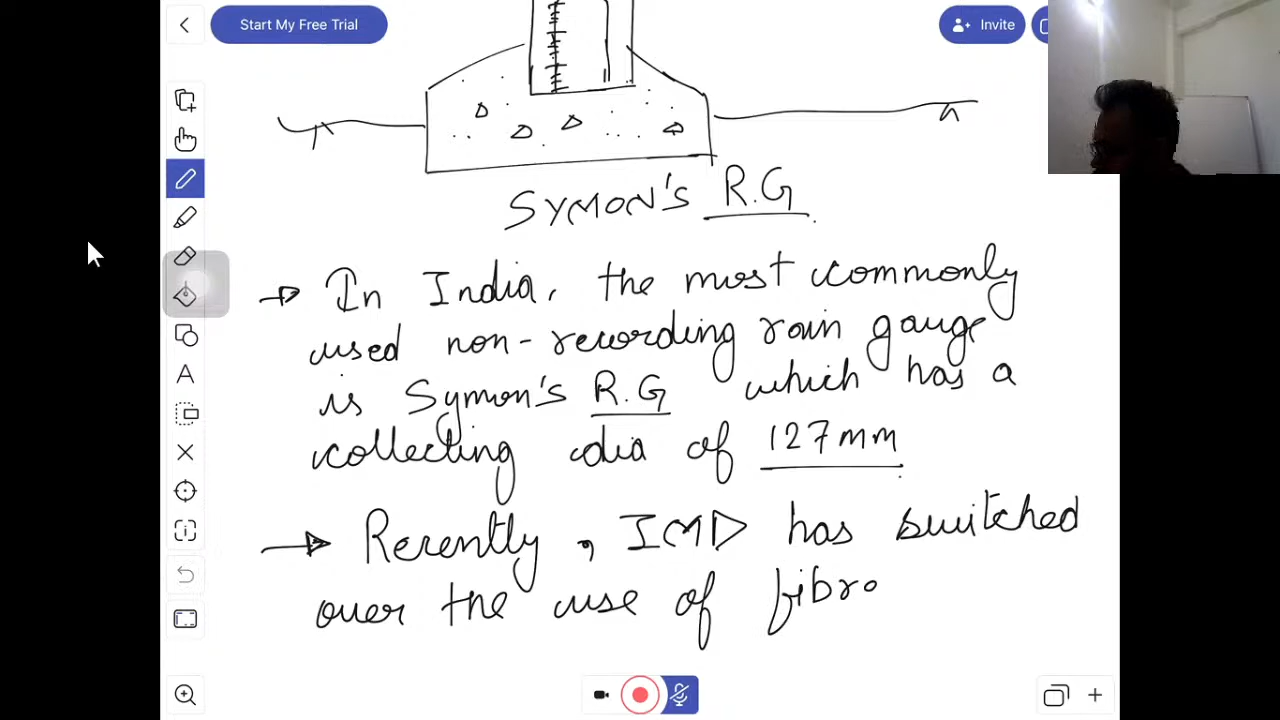 Start My Free Trial
Invite
SYMON'S R.G
→ In India, the most commonly
used non-recording rain gauge
is Symon's R.G which has a
collecting dia of 127mm
→ Recently, IMD has switched
over the use of fibro